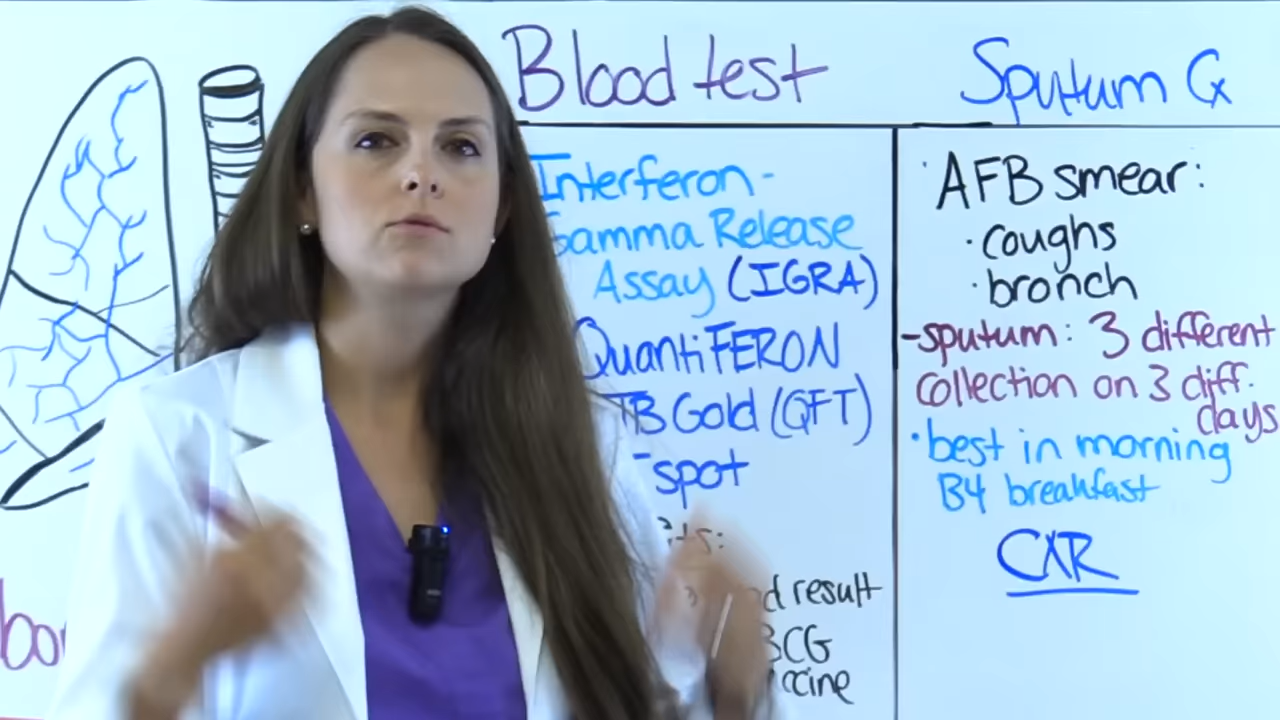 Blood test
Interferon-
Gamma Release
Assay (IGRA)
QuantiFERON
TB Gold (QFT)
-spot
result
BCG
Sputum Cx
· AFB smear:
· coughs
· bronch
-sputum: 3 different
collection on 3 diff.
days
· best in morning
B4 breakfast
CXR